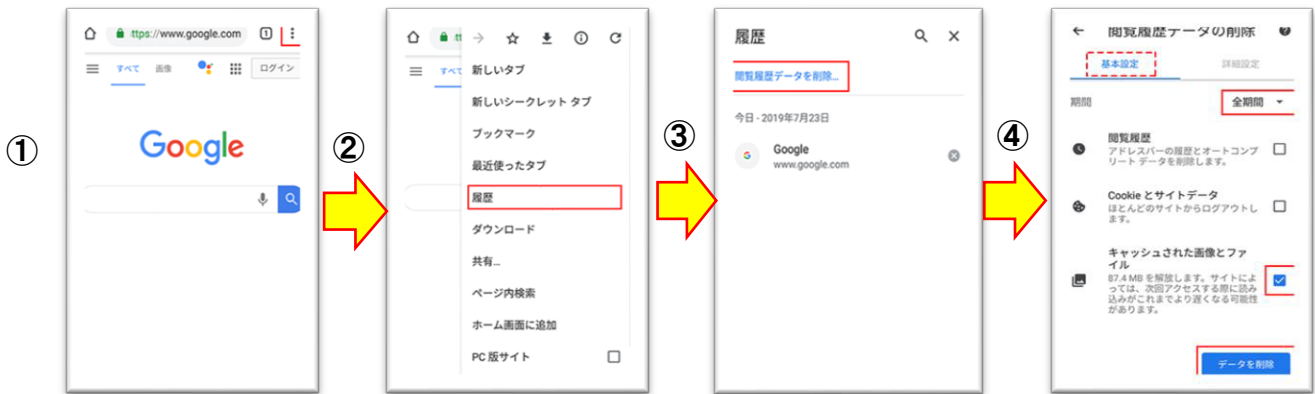 ①
ttps://www.google.com
1
すべて 画像
ログイン
Google
②
tt
すべて
新しいタブ
新しいシークレット タブ
ブックマーク
最近使ったタブ
履歴
ダウンロード
共有...
ページ内検索
ホーム画面に追加
PC 版サイト
③
履歴
閲覧履歴データを削除...
今日 - 2019年7月23日
G
Google
www.google.com
④
閲覧履歴データの削除
基本設定
詳細設定
期間
全期間
閲覧履歴
アドレスバーの履歴とオートコンプ
リート データを削除します。
Cookie とサイトデータ
ほとんどのサイトからログアウトし
ます。
キャッシュされた画像とファ
イル
87.4 MB を解放します。サイトによ
っては、次回アクセスする際に読み
込みがこれまでより遅くなる可能性
があります。
データを削除